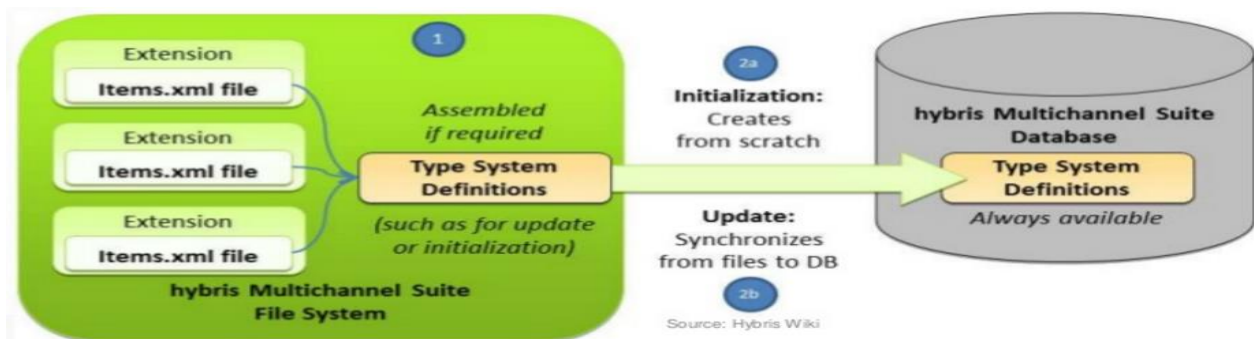 Extension
Items.xml file
Extension
Items.xml file
Extension
Items.xml file
1
Assembled
if required
Type System
Definitions
(such as for update
or initialization)
hybris Multichannel Suite
File System
2a
Initialization:
Creates
from scratch
Update:
Synchronizes
from files to DB
2b
Source: Hybris Wiki
hybris Multichannel Suite
Database
Type System
Definitions
Always available